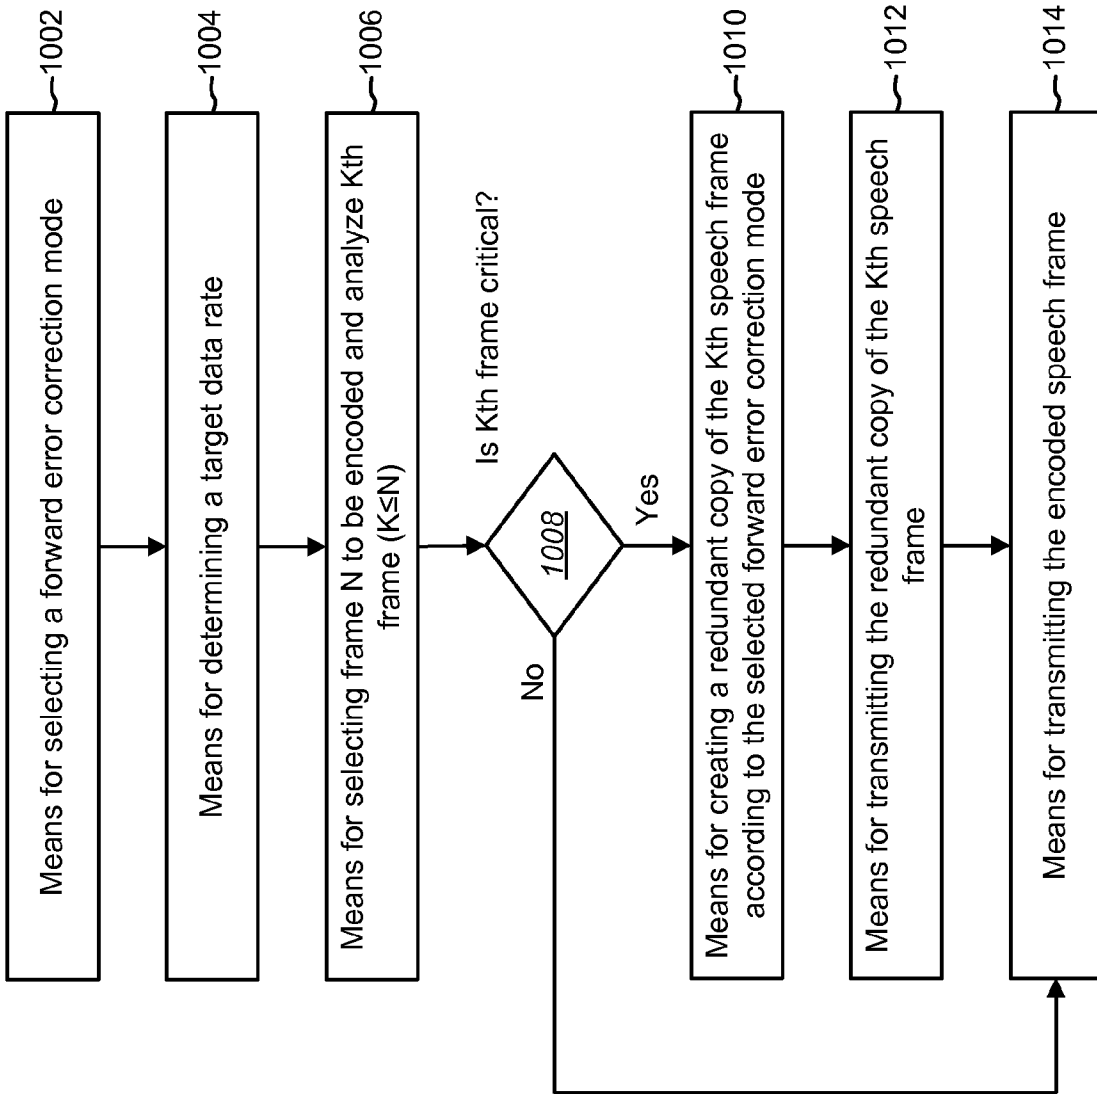 Means for selecting a forward error correction mode
1002
Means for determining a target data rate
1004
Means for selecting frame N to be encoded and analyze Kth
frame (K≤N)
1006
Is Kth frame critical?
1008
No
Yes
Means for creating a redundant copy of the Kth speech frame
according to the selected forward error correction mode
1010
Means for transmitting the redundant copy of the Kth speech
frame
1012
Means for transmitting the encoded speech frame
1014